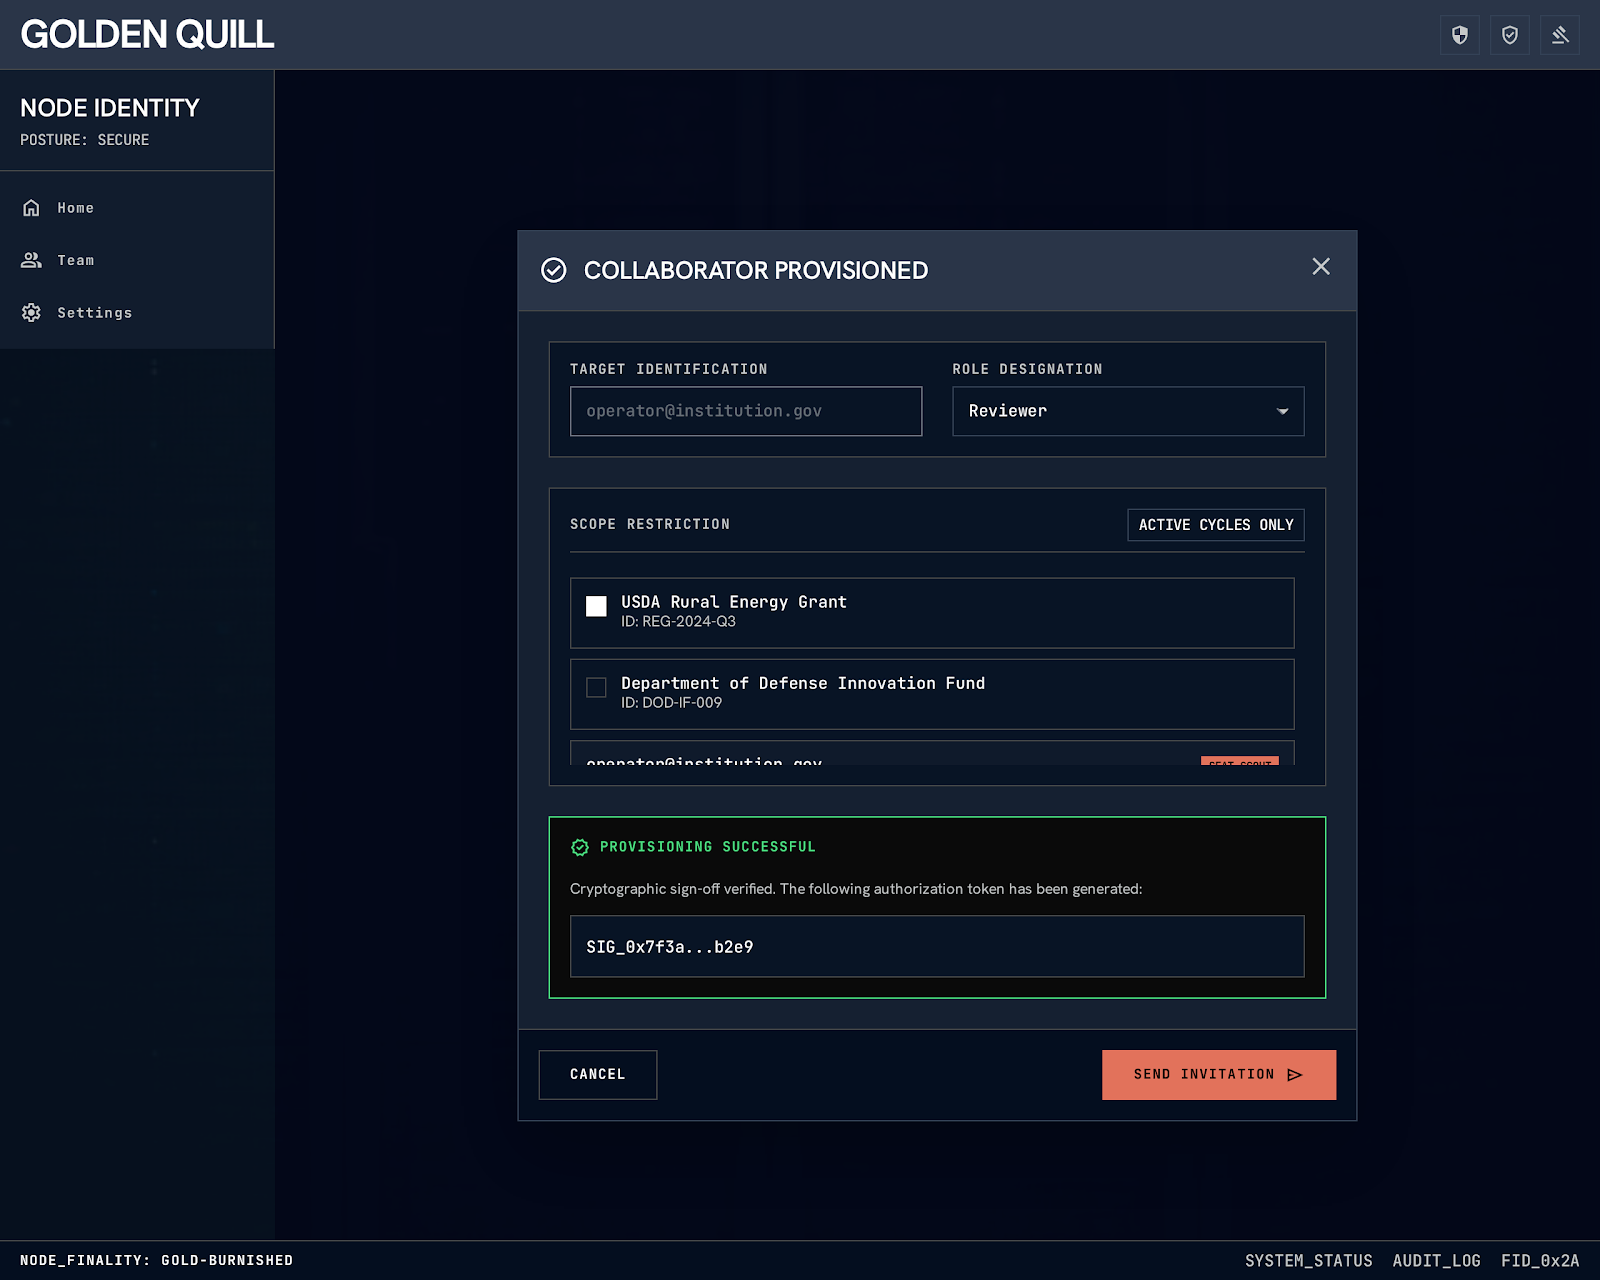 GOLDEN QUILL
NODE IDENTITY
POSTURE: SECURE
Home
Team
Settings
COLLABORATOR PROVISIONED
TARGET IDENTIFICATION
ROLE DESIGNATION
operator@institution.gov
Reviewer
SCOPE RESTRICTION
ACTIVE CYCLES ONLY
USDA Rural Energy Grant
ID: REG-2024-Q3
Department of Defense Innovation Fund
ID: DOD-IF-009
operator@institution.gov
PROVISIONING SUCCESSFUL
Cryptographic sign-off verified. The following authorization token has been generated:
SIG_0x7f3a...b2e9
CANCEL
SEND INVITATION
NODE_FINALITY: GOLD-BURNISHED
SYSTEM_STATUS
AUDIT_LOG
FID_0x2A